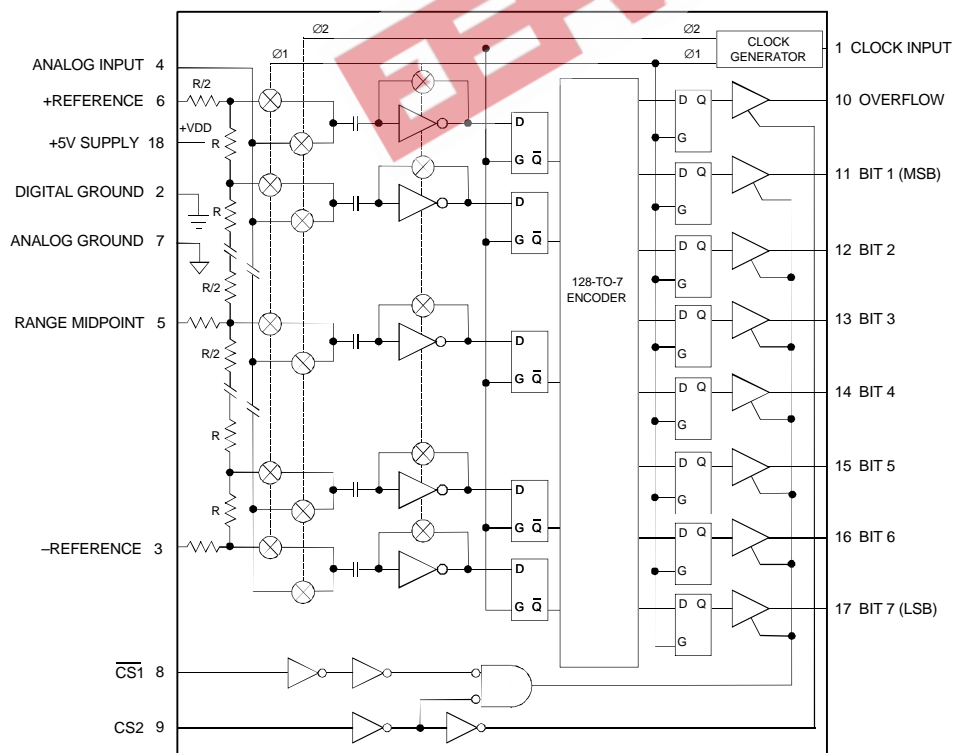 Ø2
Ø1
Ø2
Ø1
CLOCK
GENERATOR
1 CLOCK INPUT
ANALOG INPUT 4
+REFERENCE 6
R/2
+5V SUPPLY 18
+VDD
R
DIGITAL GROUND 2
R
ANALOG GROUND 7
R/2
RANGE MIDPOINT 5
R/2
R
R
–REFERENCE 3
D
G Q̅
D
G Q̅
D
G Q̅
D
G Q̅
D
G Q̅
128-TO-7
ENCODER
D Q
G
10 OVERFLOW
D Q
G
11 BIT 1 (MSB)
D Q
G
12 BIT 2
D Q
G
13 BIT 3
D Q
G
14 BIT 4
D Q
G
15 BIT 5
D Q
G
16 BIT 6
D Q
G
17 BIT 7 (LSB)
C̅S̅1̅ 8
CS2 9